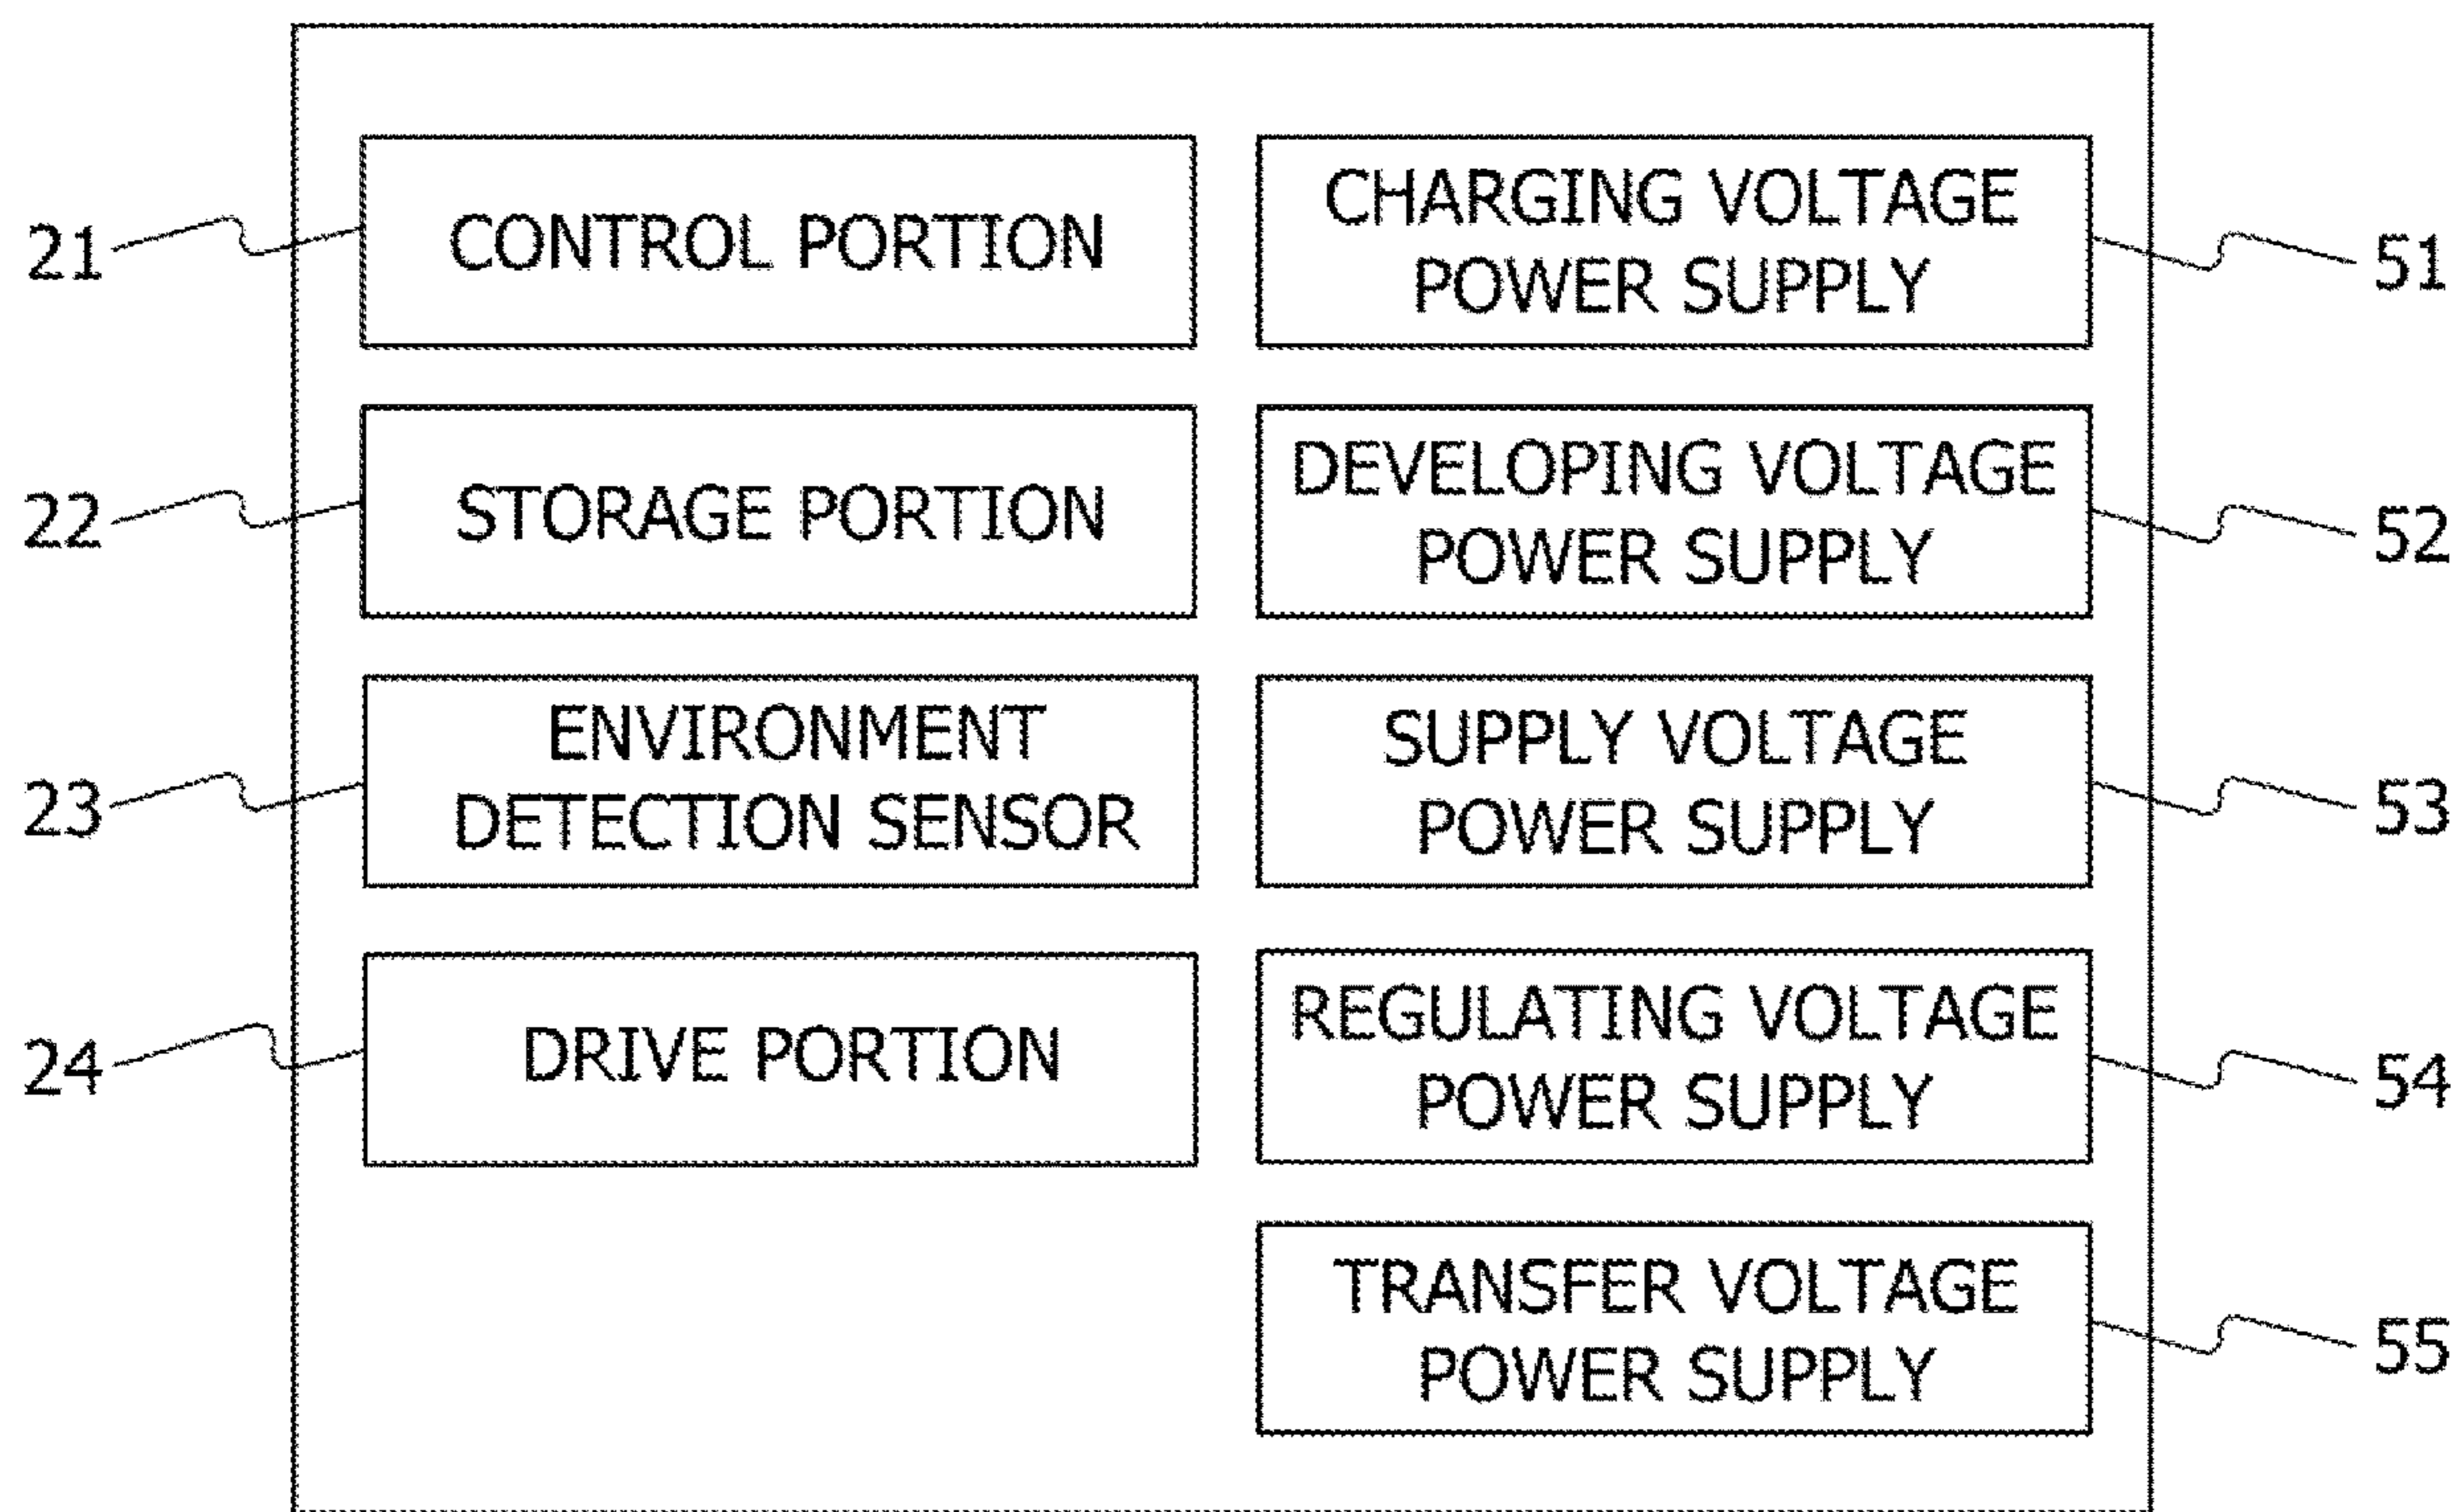 21
CONTROL PORTION
CHARGING VOLTAGE
POWER SUPPLY
51
22
STORAGE PORTION
DEVELOPING VOLTAGE
POWER SUPPLY
52
23
ENVIRONMENT
DETECTION SENSOR
SUPPLY VOLTAGE
POWER SUPPLY
53
24
DRIVE PORTION
REGULATING VOLTAGE
POWER SUPPLY
54
TRANSFER VOLTAGE
POWER SUPPLY
55